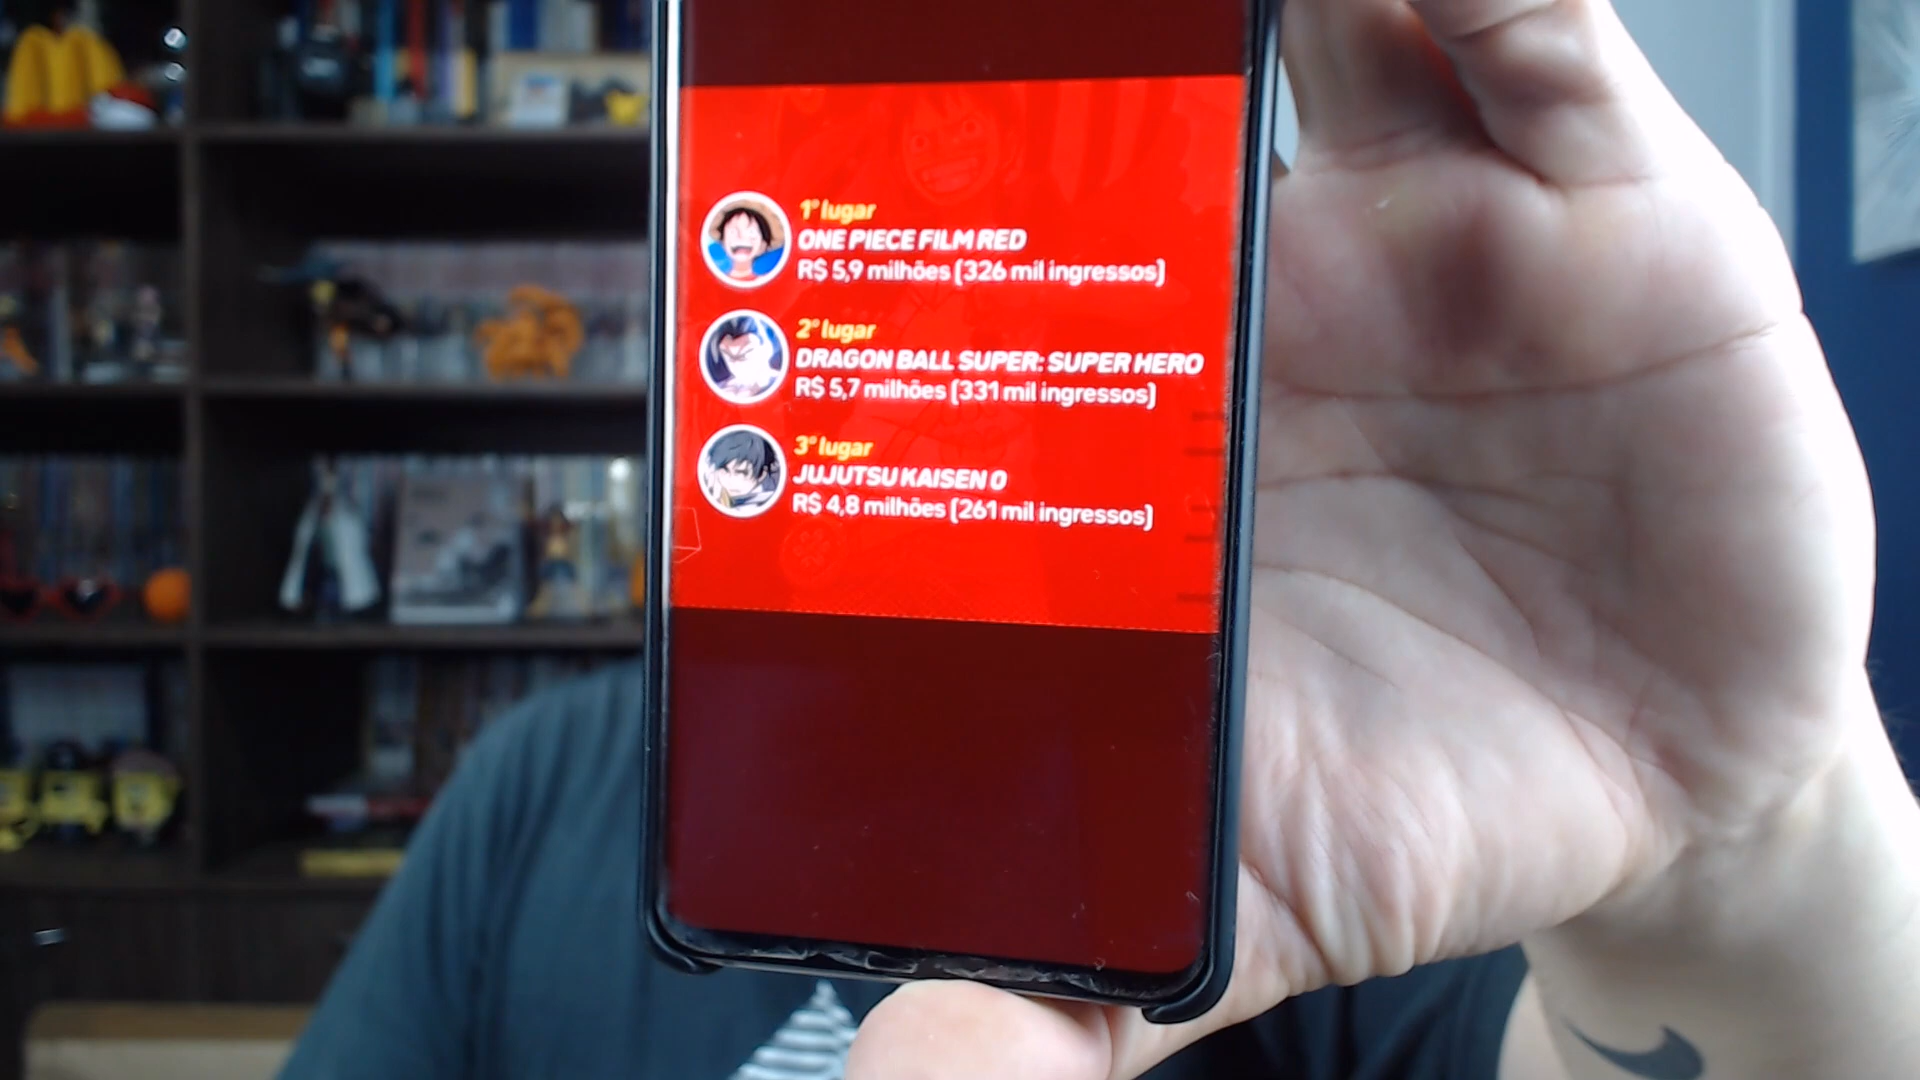 1º lugar
ONE PIECE FILM RED
R$ 5,9 milhões (326 mil ingressos)
2º lugar
DRAGON BALL SUPER: SUPER HERO
R$ 5,7 milhões (331 mil ingressos)
3º lugar
JUJUTSU KAISEN 0
R$ 4,8 milhões (261 mil ingressos)